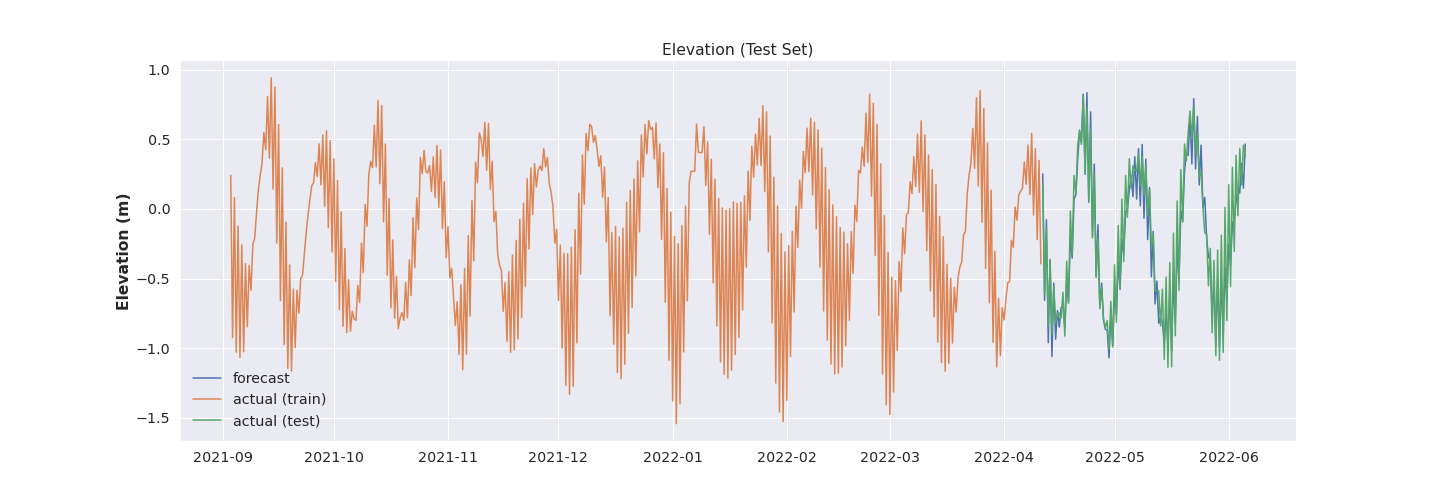 Elevation (Test Set)
1.0
0.5
0.0
−0.5
−1.0
−1.5
Elevation (m)
forecast
actual (train)
actual (test)
2021-09 2021-10 2021-11 2021-12 2022-01 2022-02 2022-03 2022-04 2022-05 2022-06